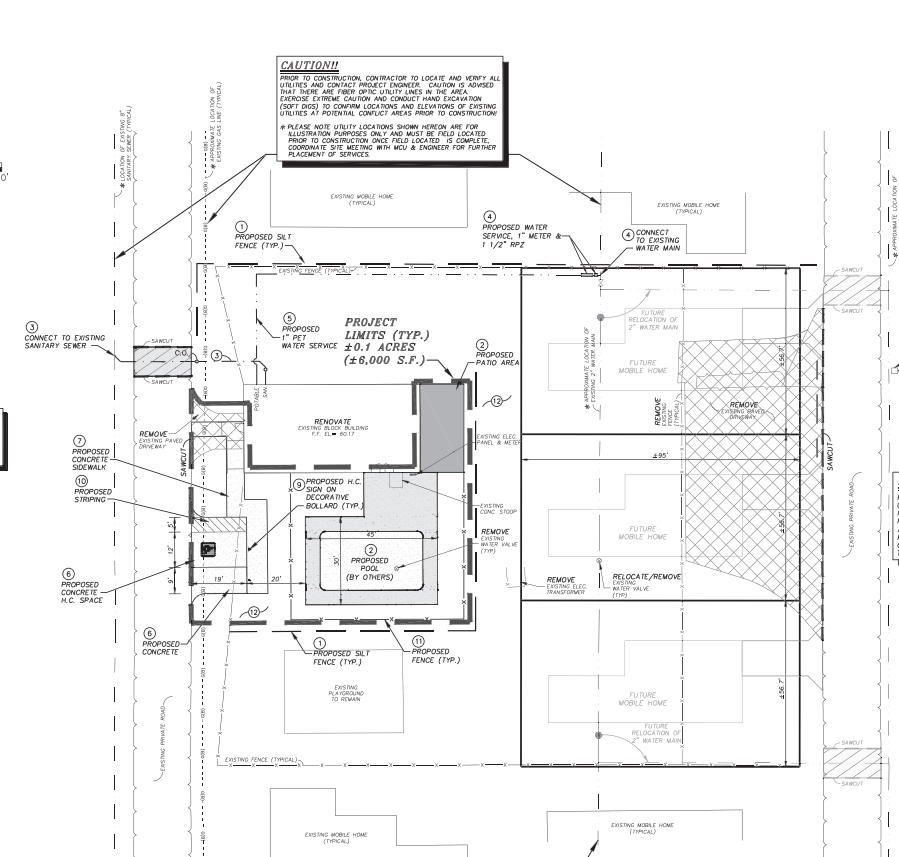 CAUTION!!
PRIOR TO CONSTRUCTION, CONTRACTOR TO LOCATE AND VERIFY ALL
UTILITIES AND CONTACT PROJECT ENGINEER. CAUTION IS ADVISED
THAT THERE ARE FIBER OPTIC UTILITY LINES IN THE AREA.
EXERCISE EXTREME CAUTION AND CONDUCT HAND EXCAVATION
(SOFT DIGS) TO CONFIRM LOCATIONS AND ELEVATIONS OF EXISTING
UTILITIES AT POTENTIAL CONFLICT AREAS PRIOR TO CONSTRUCTION!
* PLEASE NOTE UTILITY LOCATIONS SHOWN HEREON ARE FOR
ILLUSTRATION PURPOSES ONLY AND MUST BE FIELD LOCATED
PRIOR TO CONSTRUCTION ONCE FIELD LOCATED IS COMPLETE,
COORDINATE SITE MEETING WITH MCU & ENGINEER FOR FURTHER
PLACEMENT OF SERVICES.
* LOCATION OF EXISTING 8"
SANITARY SEWER (TYPICAL)
* APPROXIMATE LOCATION OF
EXISTING GAS LINE (TYPICAL)
0'
EXISTING MOBILE HOME
(TYPICAL)
EXISTING MOBILE HOME
(TYPICAL)
* APPROXIMATE LOCATION OF
1
PROPOSED SILT
FENCE (TYP.)
4
PROPOSED WATER
SERVICE, 1" METER &
1 1/2" RPZ
4
CONNECT
TO EXISTING
WATER MAIN
EXISTING FENCE (TYPICAL)
SAWCUT
SAWCUT
3
CONNECT TO EXISTING
SANITARY SEWER
SAWCUT
C.O.
SAWCUT
3
5
PROPOSED
1" PET
WATER SERVICE
PROJECT
LIMITS (TYP.)
±0.1 ACRES
(±6,000 S.F.)
2
PROPOSED
PATIO AREA
12
POTABLE
SAN.
FUTURE
RELOCATION OF
2" WATER MAIN
* APPROXIMATE LOCATION OF
EXISTING 2" WATER MAIN
FUTURE
MOBILE HOME
±56.7'
REMOVE
EXISTING
FENCE
(TYPICAL)
REMOVE
EXISTING PAVED
DRIVEWAY
RENOVATE
EXISTING BLOCK BUILDING
F.F. EL= 60.17
REMOVE
EXISTING PAVED
DRIVEWAY
SAWCUT
7
PROPOSED
CONCRETE
SIDEWALK
10
PROPOSED
STRIPING
EXISTING ELEC.
PANEL & METER
±95'
SAWCUT
9
PROPOSED H.C.
SIGN ON
DECORATIVE
BOLLARD (TYP.)
EXISTING
CONC. STOOP
EXISTING PRIVATE ROAD
5'
12'
9'
19'
20'
45'
30'
2
PROPOSED
POOL
(BY OTHERS)
REMOVE
EXISTING
WATER VALVE
(TYP)
FUTURE
MOBILE HOME
±56.7'
6
PROPOSED
CONCRETE
H.C. SPACE
REMOVE
EXISTING ELEC.
TRANSFORMER
RELOCATE/REMOVE
EXISTING
WATER VALVE
(TYP)
12
6
PROPOSED
CONCRETE
1
PROPOSED SILT
FENCE (TYP.)
11
PROPOSED
FENCE (TYP.)
EXISTING
PLAYGROUND
TO REMAIN
EXISTING PRIVATE ROAD
FUTURE
MOBILE HOME
±56.7'
FUTURE
RELOCATION OF
2" WATER MAIN
EXISTING FENCE (TYPICAL)
SAWCUT
SAWCUT
EXISTING MOBILE HOME
(TYPICAL)
EXISTING MOBILE HOME
(TYPICAL)